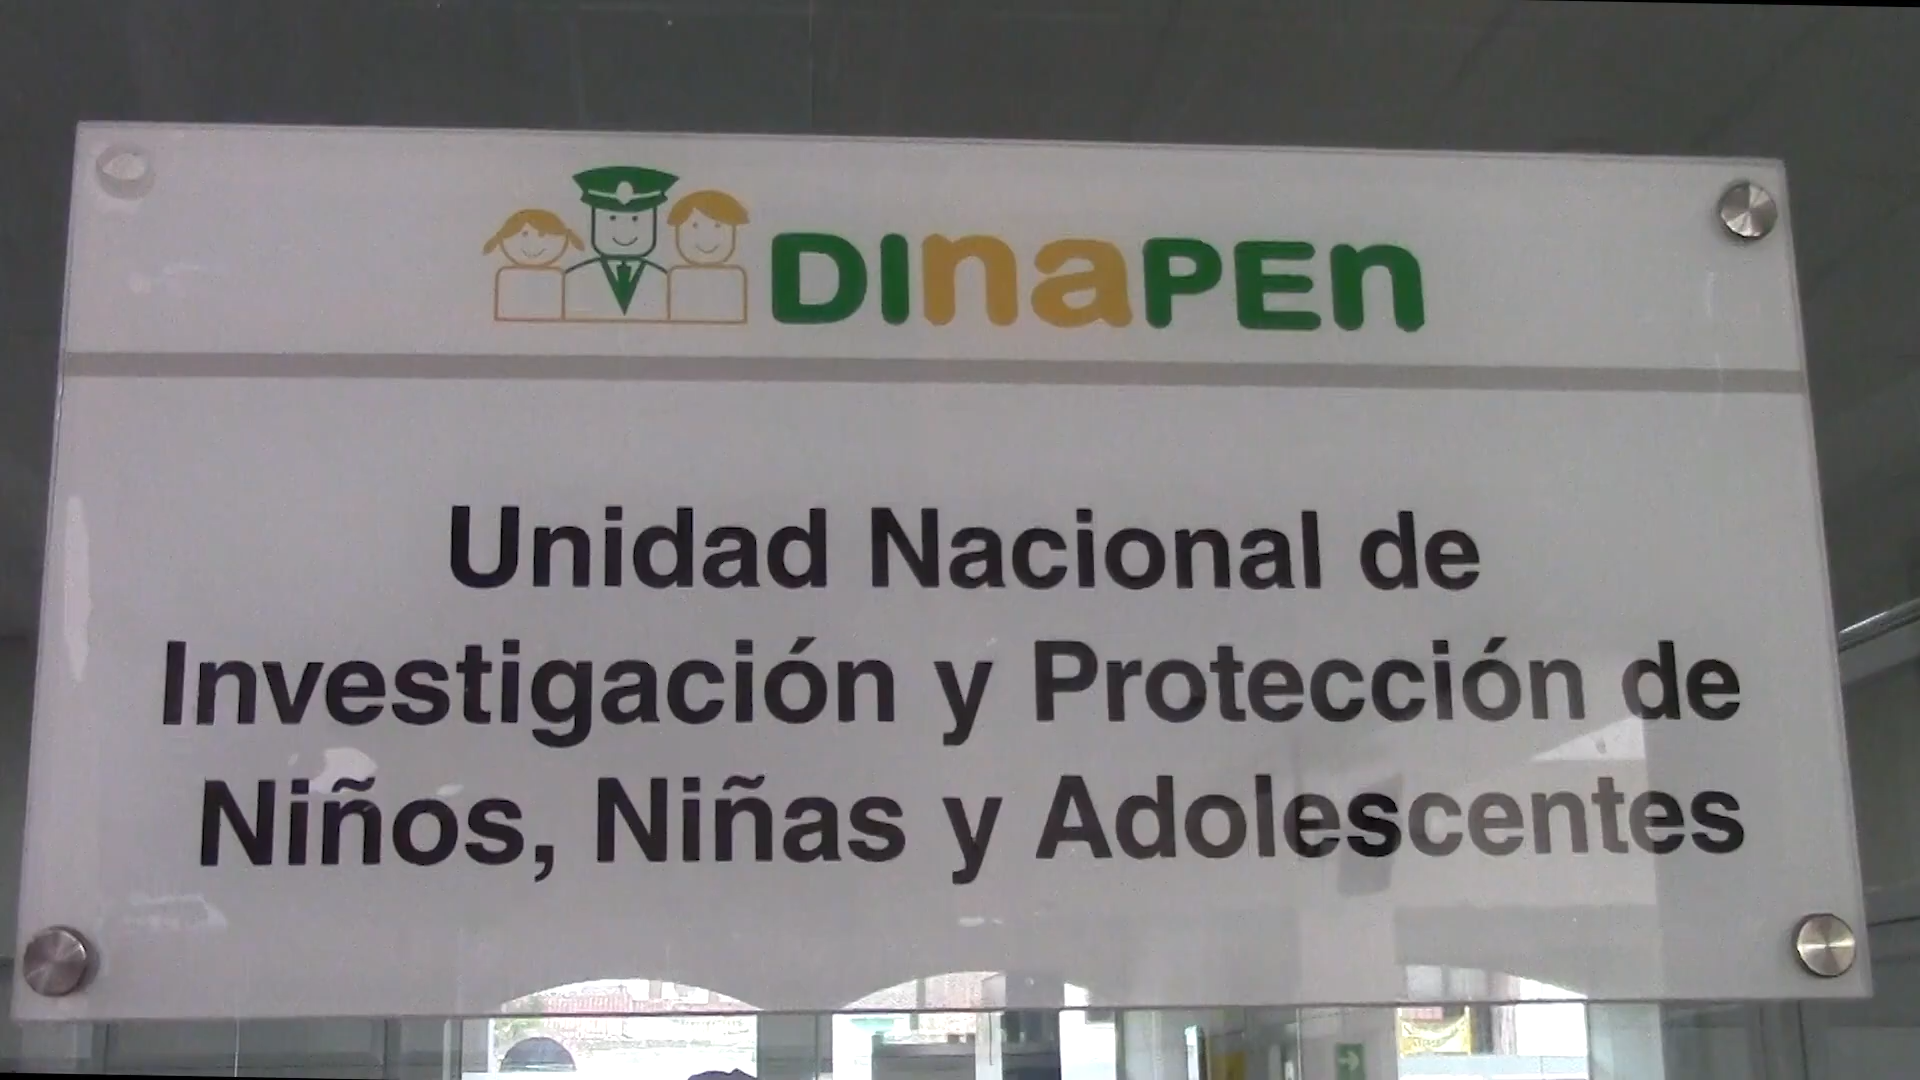 DInaPEn
Unidad Nacional de
Investigación y Protección de
Niños, Niñas y Adolescentes